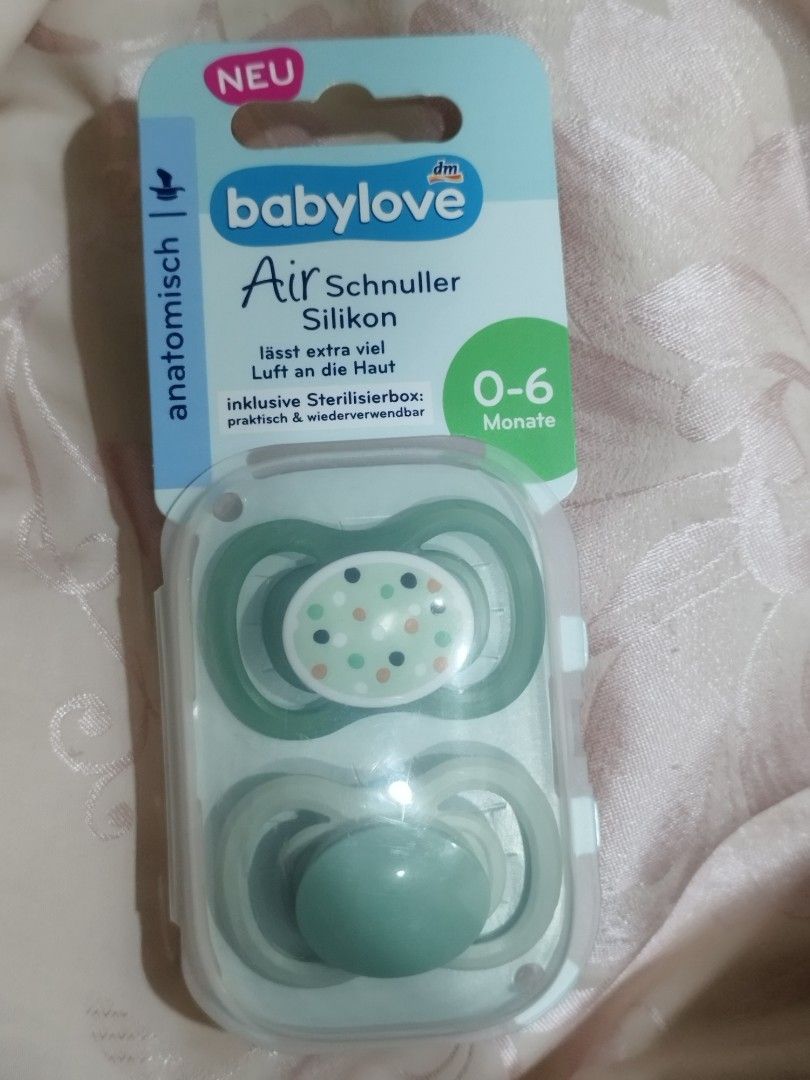 NEU
dm
babylove
anatomisch
Air Schnuller
Silikon
lässt extra viel
Luft an die Haut
inklusive Sterilisierbox:
praktisch & wiederverwendbar
0-6
Monate